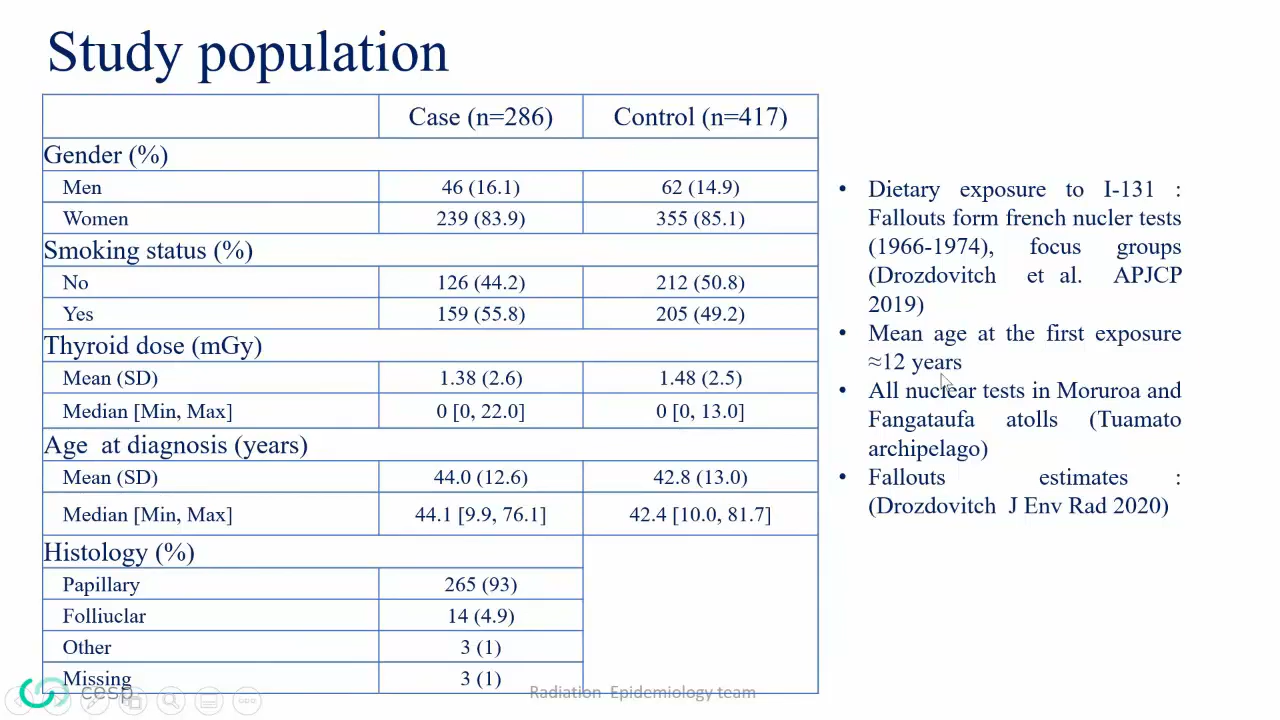 Study population
Case (n=286) Control (n=417)
Gender (%)
Men 46 (16.1) 62 (14.9)
Women 239 (83.9) 355 (85.1)
Smoking status (%)
No 126 (44.2) 212 (50.8)
Yes 159 (55.8) 205 (49.2)
Thyroid dose (mGy)
Mean (SD) 1.38 (2.6) 1.48 (2.5)
Median [Min, Max] 0 [0, 22.0] 0 [0, 13.0]
Age at diagnosis (years)
Mean (SD) 44.0 (12.6) 42.8 (13.0)
Median [Min, Max] 44.1 [9.9, 76.1] 42.4 [10.0, 81.7]
Histology (%)
Papillary 265 (93)
Folliuclar 14 (4.9)
Other 3 (1)
Missing 3 (1)
• Dietary exposure to I-131 :
Fallouts form french nucler tests
(1966-1974), focus groups
(Drozdovitch et al. APJCP
2019)
• Mean age at the first exposure
≈12 years
• All nuclear tests in Moruroa and
Fangataufa atolls (Tuamato
archipelago)
• Fallouts estimates :
(Drozdovitch J Env Rad 2020)
cesp
Radiation Epidemiology team